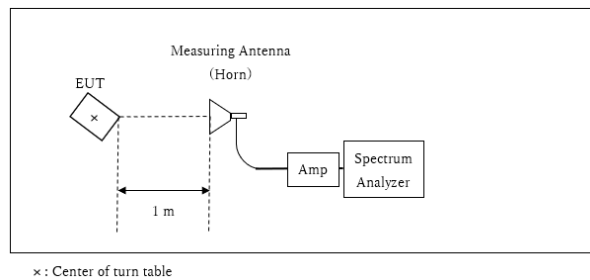 Measuring Antenna
(Horn)
EUT
×
Amp
Spectrum
Analyzer
1 m
× : Center of turn table